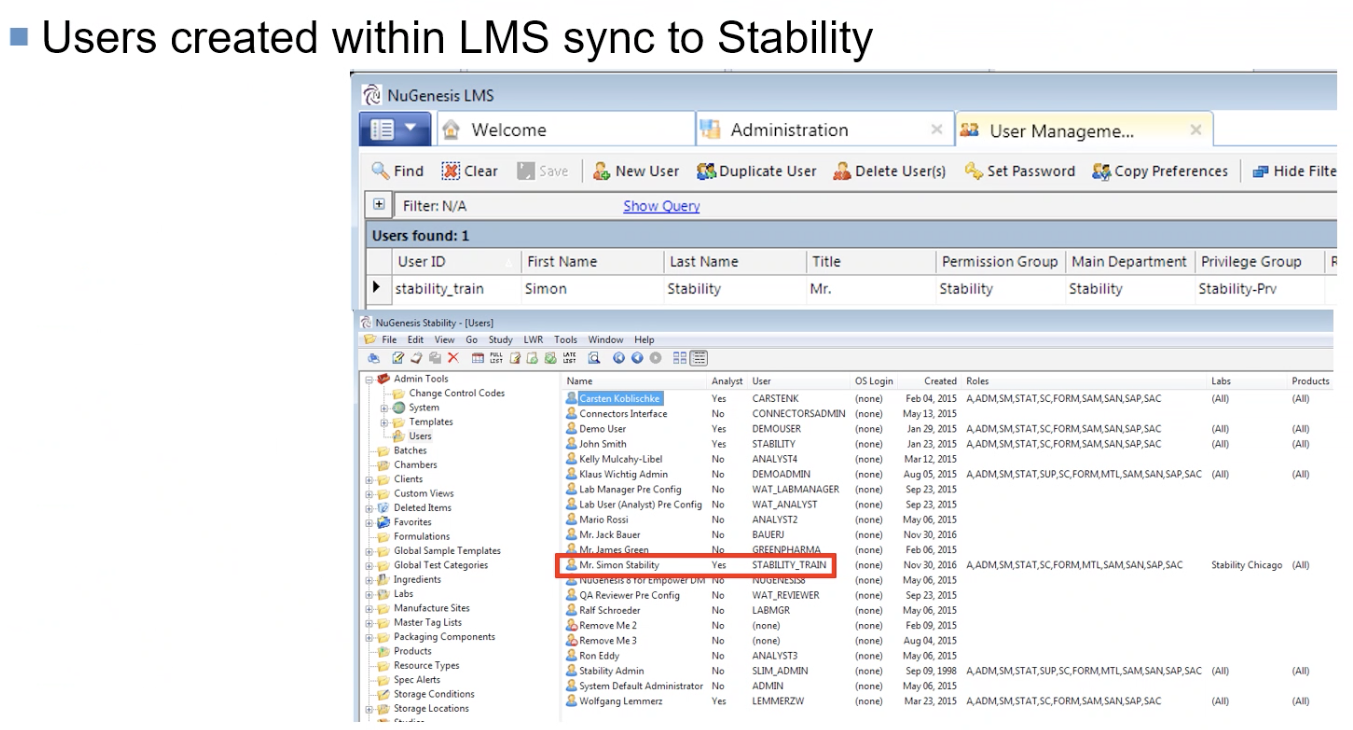 Users created within LMS sync to Stability
NuGenesis LMS
Welcome Administration User Manageme...
Find Clear Save New User Duplicate User Delete User(s) Set Password Copy Preferences Hide Filte
Filter: N/A Show Query
Users found: 1
User ID First Name Last Name Title Permission Group Main Department Privilege Group R
stability_train Simon Stability Mr. Stability Stability Stability-Prv
NuGenesis Stability - [Users]
File Edit View Go Study LWR Tools Window Help
FULL LIST LATE LIST
Admin Tools
Change Control Codes
System
Templates
Users
Batches
Chambers
Clients
Custom Views
Deleted Items
Favorites
Formulations
Global Sample Templates
Global Test Categories
Ingredients
Labs
Manufacture Sites
Master Tag Lists
Packaging Components
Products
Resource Types
Spec Alerts
Storage Conditions
Storage Locations
Name Analyst User OS Login Created Roles Labs Products
Carsten Koblischke Yes CARSTENK (none) Feb 04, 2015 A,ADM,SM,STAT,SC,FORM,SAM,SAN,SAP,SAC (All) (All)
Connectors Interface No CONNECTORSADMIN (none) May 13, 2015
Demo User Yes DEMOUSER (none) Jan 29, 2015 A,ADM,SM,STAT,SC,FORM,SAM,SAN,SAP,SAC (All) (All)
John Smith Yes STABILITY (none) Jan 23, 2015 A,ADM,SM,STAT,SC,FORM,SAM,SAN,SAP,SAC (All) (All)
Kelly Mulcahy-Libel No ANALYST4 (none) Mar 12, 2015
Klaus Wichtig Admin No DEMOADMIN (none) Aug 05, 2015 A,ADM,SM,STAT,SUP,SC,FORM,MTL,SAM,SAN,SAP,SAC (All) (All)
Lab Manager Pre Config No WAT_LABMANAGER (none) Sep 23, 2015
Lab User (Analyst) Pre Config No WAT_ANALYST (none) Sep 23, 2015
Mario Rossi No ANALYST2 (none) May 06, 2015
Mr. Jack Bauer No BAUERJ (none) Nov 30, 2016
Mr. James Green No GREENPHARMA (none) Feb 06, 2015
Mr. Simon Stability Yes STABILITY_TRAIN (none) Nov 30, 2016 A,ADM,SM,STAT,SC,FORM,MTL,SAM,SAN,SAP,SAC Stability Chicago (All)
NuGenesis 8 for Empower DM No NUGENESIS8 (none) May 06, 2015
QA Reviewer Pre Config No WAT_REVIEWER (none) Sep 23, 2015
Ralf Schroeder No LABMGR (none) May 06, 2015
Remove Me 2 No (none) (none) Feb 09, 2015
Remove Me 3 No (none) (none) Aug 04, 2015
Ron Eddy No ANALYST3 (none) May 06, 2015
Stability Admin No SLIM_ADMIN (none) Sep 09, 1998 A,ADM,SM,STAT,SUP,SC,FORM,MTL,SAM,SAN,SAP,SAC (All) (All)
System Default Administrator No ADMIN (none) May 06, 2015
Wolfgang Lemmerz Yes LEMMERZW (none) Mar 23, 2015 A,ADM,SM,STAT,SC,FORM,SAM,SAN,SAP,SAC (All) (All)